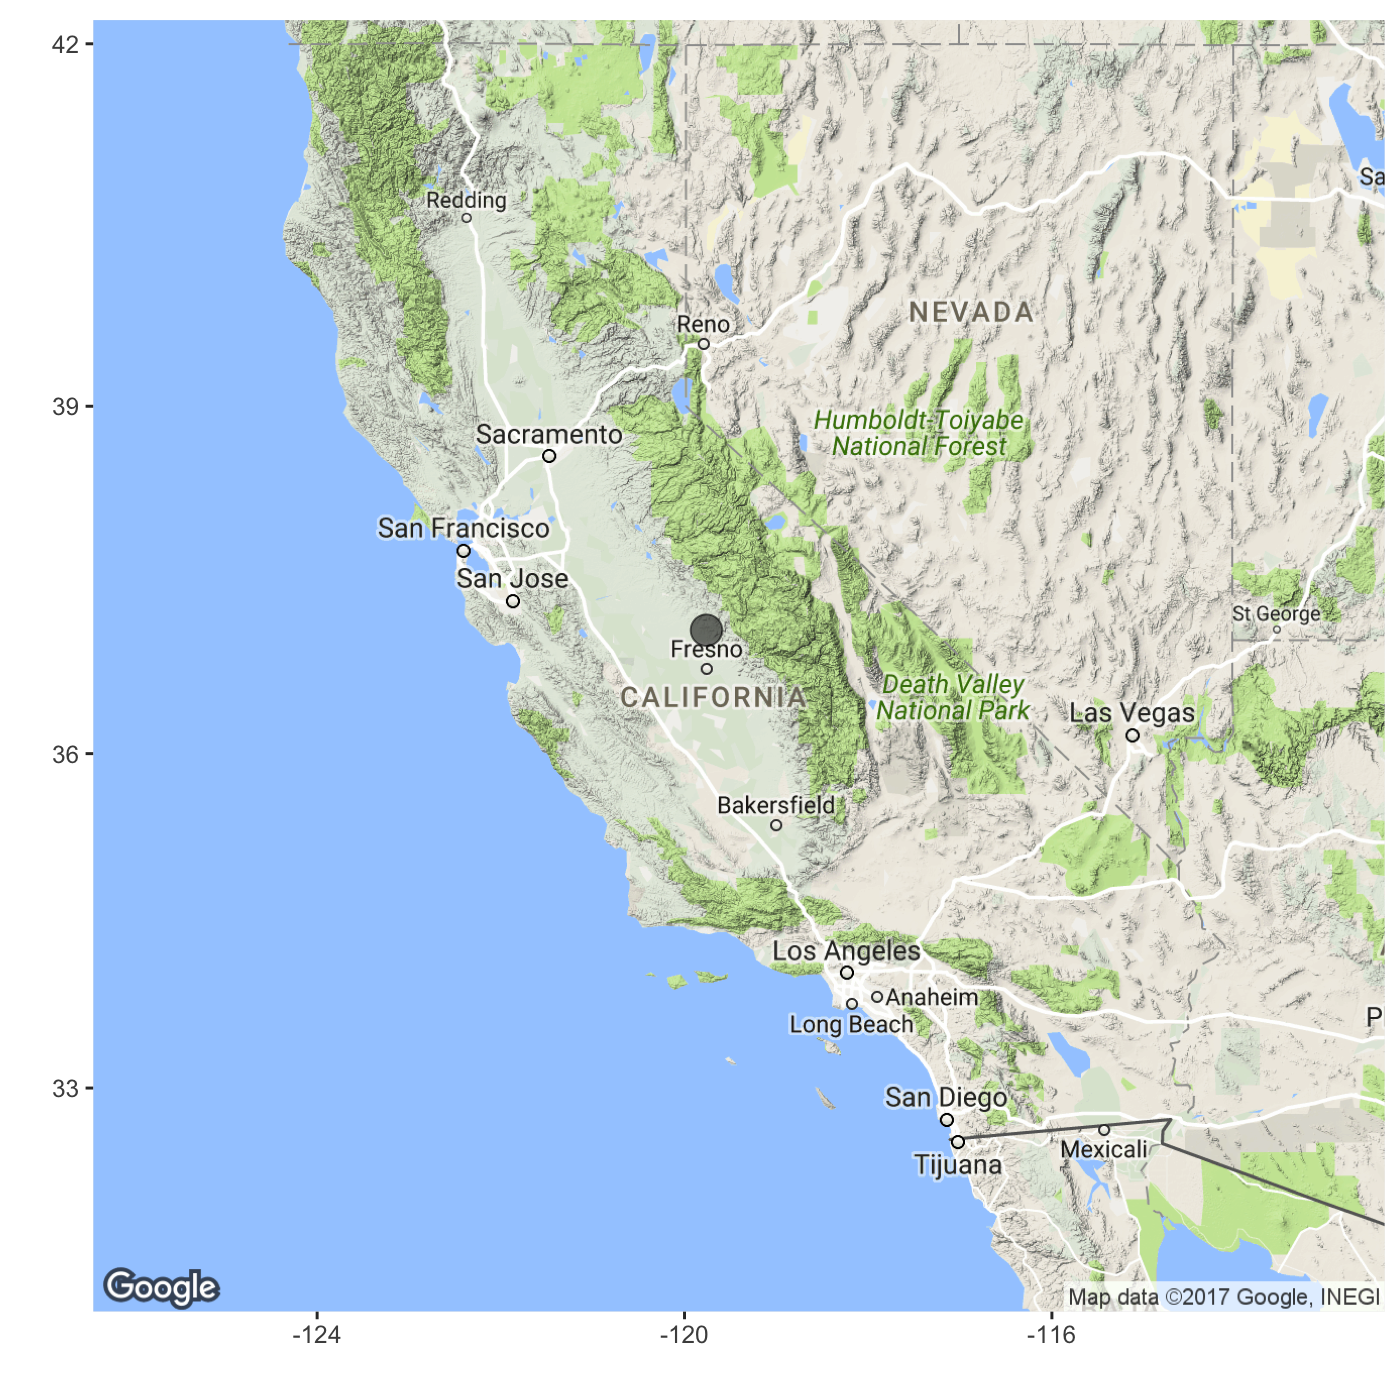 42
Redding
Sa
Reno
NEVADA
39
Humboldt-Toiyabe
National Forest
Sacramento
San Francisco
San Jose
St George
Fresno
CALIFORNIA
Death Valley
National Park
Las Vegas
36
Bakersfield
Los Angeles
Anaheim
Long Beach
P
33
San Diego
Mexicali
Tijuana
Google
Map data ©2017 Google, INEGI
-124
-120
-116